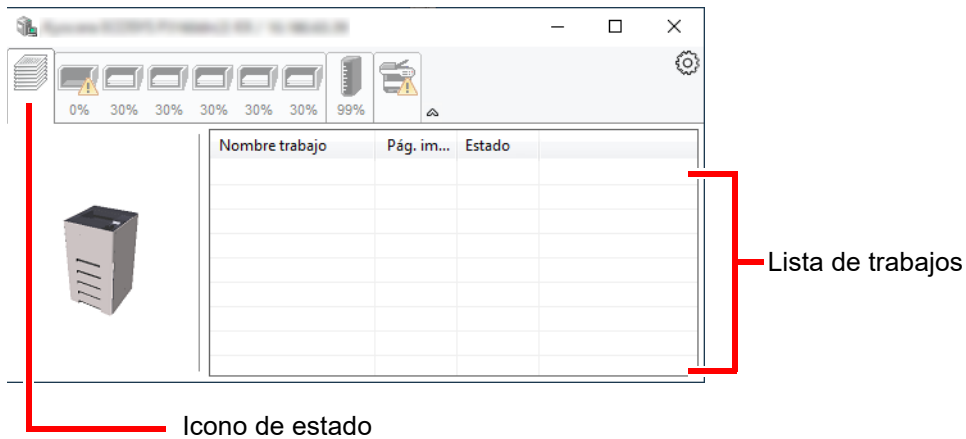 0% 30% 30% 30% 30% 30% 99%
Nombre trabajo Pág. im... Estado
Lista de trabajos
Icono de estado